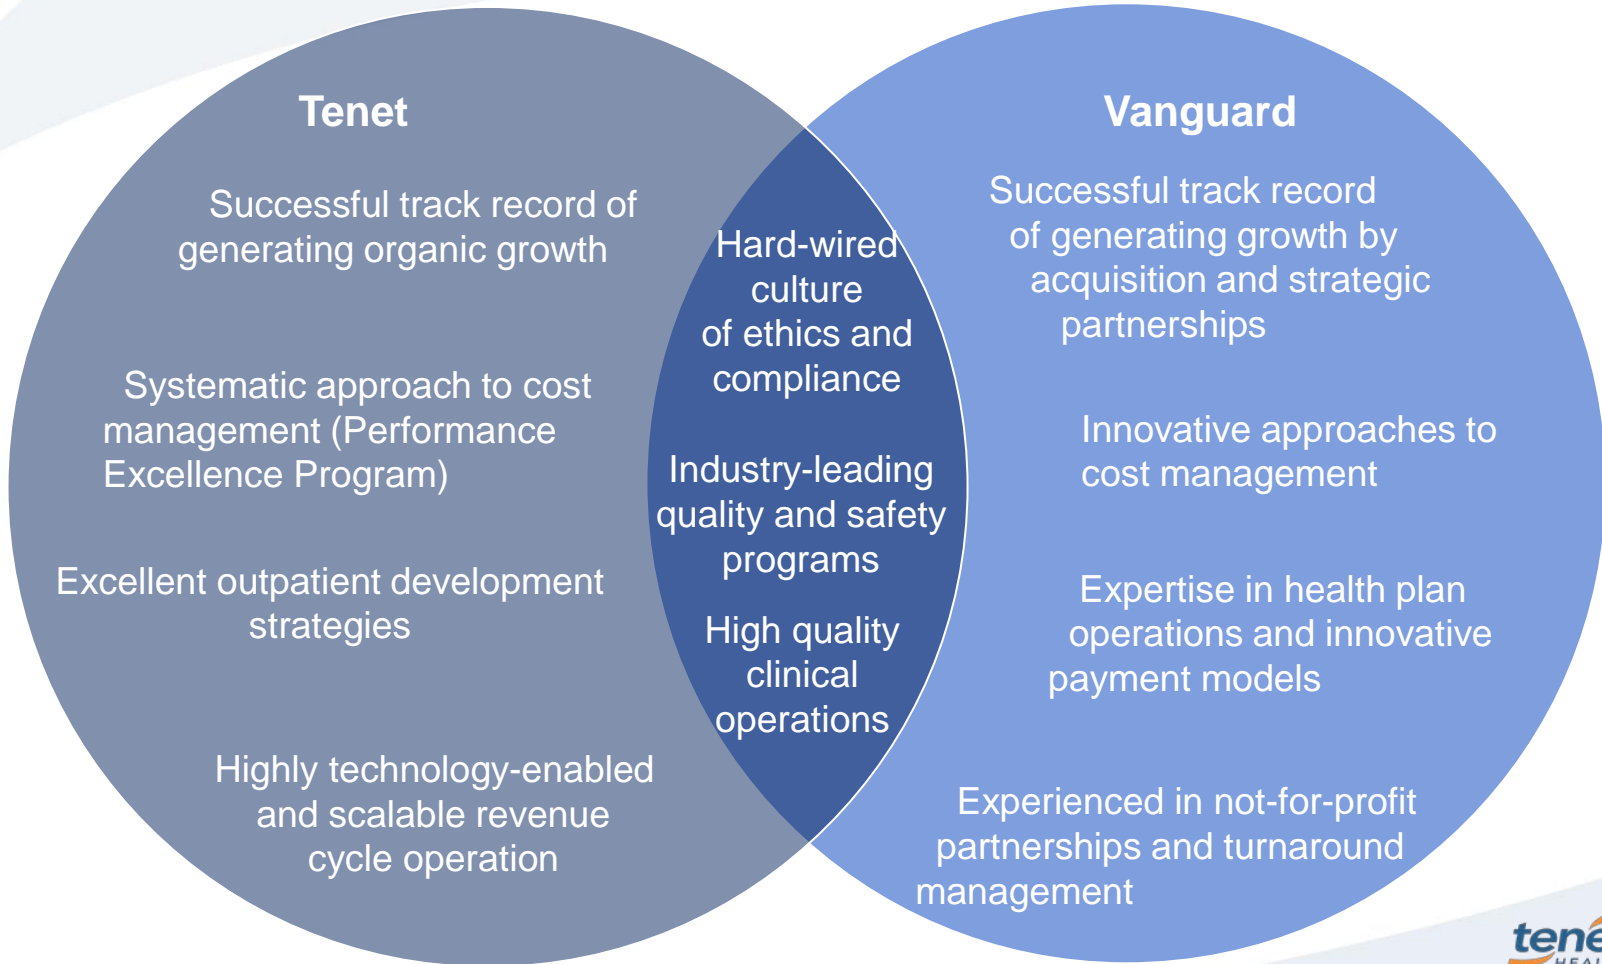 Tenet
Successful track record of
generating organic growth
Systematic approach to cost
management (Performance
Excellence Program)
Excellent outpatient development
strategies
Highly technology-enabled
and scalable revenue
cycle operation
Hard-wired
culture
of ethics and
compliance
Industry-leading
quality and safety
programs
High quality
clinical
operations
Vanguard
Successful track record
of generating growth by
acquisition and strategic
partnerships
Innovative approaches to
cost management
Expertise in health plan
operations and innovative
payment models
Experienced in not-for-profit
partnerships and turnaround
management